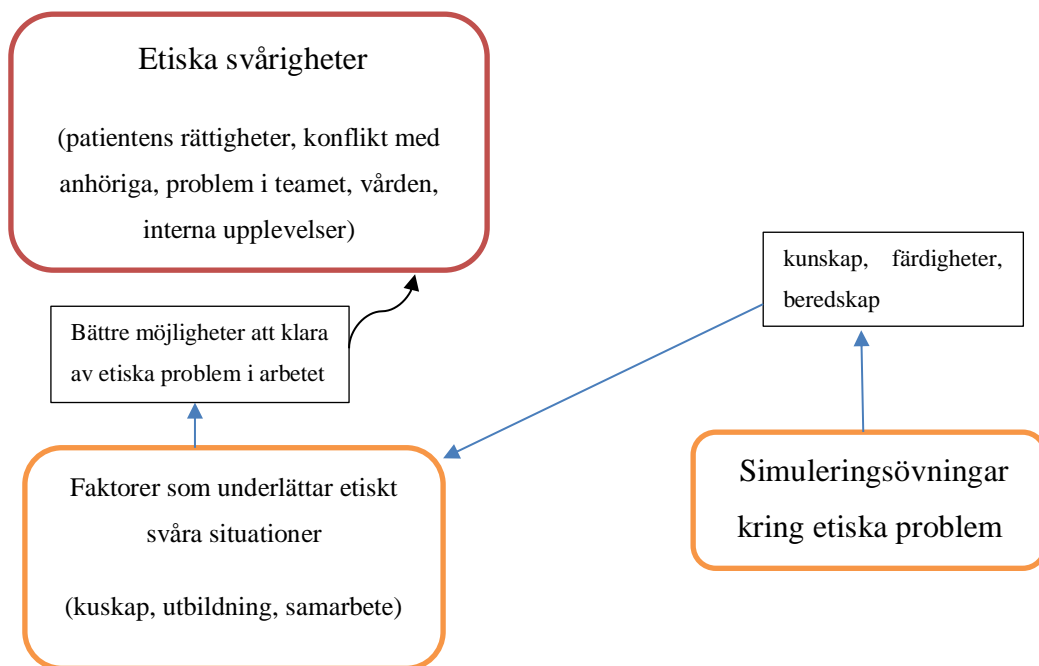 Etiska svårigheter
(patientens rättigheter, konflikt med
anhöriga, problem i teamet, vården,
interna upplevelser)
kunskap, färdigheter,
beredskap
Bättre möjligheter att klara
av etiska problem i arbetet
Faktorer som underlättar etiskt
svåra situationer
(kuskap, utbildning, samarbete)
Simuleringsövningar
kring etiska problem